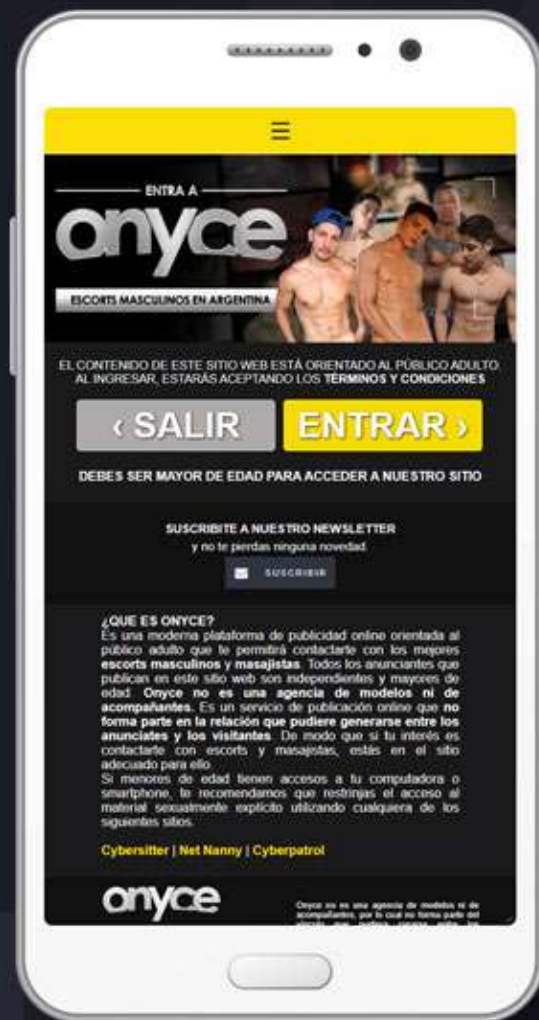 ENTRA A
onyce
ESCORTS MASCULINOS EN ARGENTINA
EL CONTENIDO DE ESTE SITIO WEB ESTÁ ORIENTADO AL PÚBLICO ADULTO.
AL INGRESAR, ESTARÁS ACEPTANDO LOS TÉRMINOS Y CONDICIONES
‹ SALIR
ENTRAR ›
DEBES SER MAYOR DE EDAD PARA ACCEDER A NUESTRO SITIO
SUSCRIBITE A NUESTRO NEWSLETTER
y no te pierdas ninguna novedad.
SUSCRIBIR
¿QUE ES ONYCE?
Es una moderna plataforma de publicidad online orientada al
público adulto que te permitirá contactarte con los mejores
escorts masculinos y masajistas. Todos los anunciantes que
publican en este sitio web son independientes y mayores de
edad. Onyce no es una agencia de modelos ni de
acompañantes. Es un servicio de publicación online que no
forma parte en la relación que pudiere generarse entre los
anunciates y los visitantes. De modo que si tu interés es
contactarte con escorts y masajistas, estás en el sitio
adecuado para ello.
Si menores de edad tienen accesos a tu computadora o
smartphone, te recomendamos que restrinjas el acceso al
material sexualmente explícito utilizando cualquiera de los
siguientes sitios.
Cybersitter | Net Nanny | Cyberpatrol
onyce
Onyce no es una agencia de modelos ni de
acompañantes, por lo cual no forma parte del